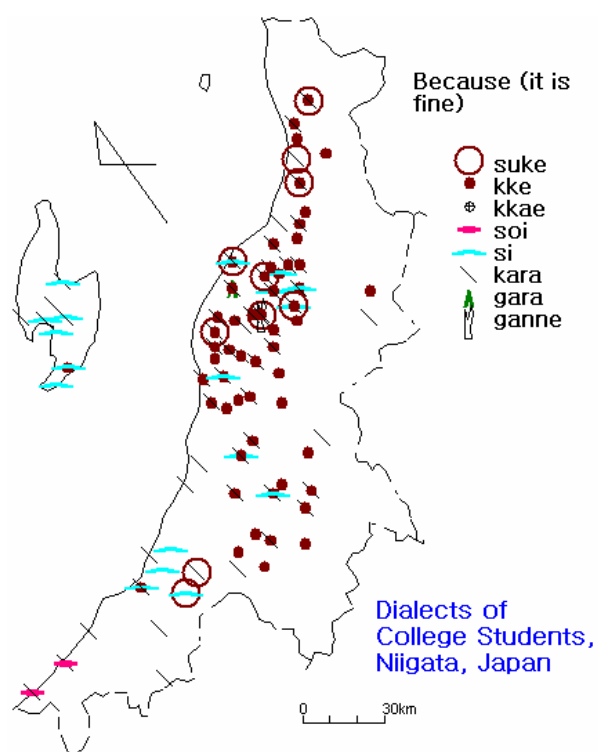 Because (it is
fine)
suke
kke
kkae
soi
si
kara
gara
ganne
Dialects of
College Students,
Niigata, Japan
0 30km